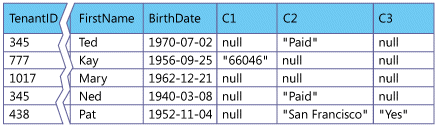 TenantID FirstName BirthDate C1 C2 C3
345 Ted 1970-07-02 null "Paid" null
777 Kay 1956-09-25 "66046" null null
1017 Mary 1962-12-21 null null null
345 Ned 1940-03-08 null "Paid" null
438 Pat 1952-11-04 null "San Francisco" "Yes"